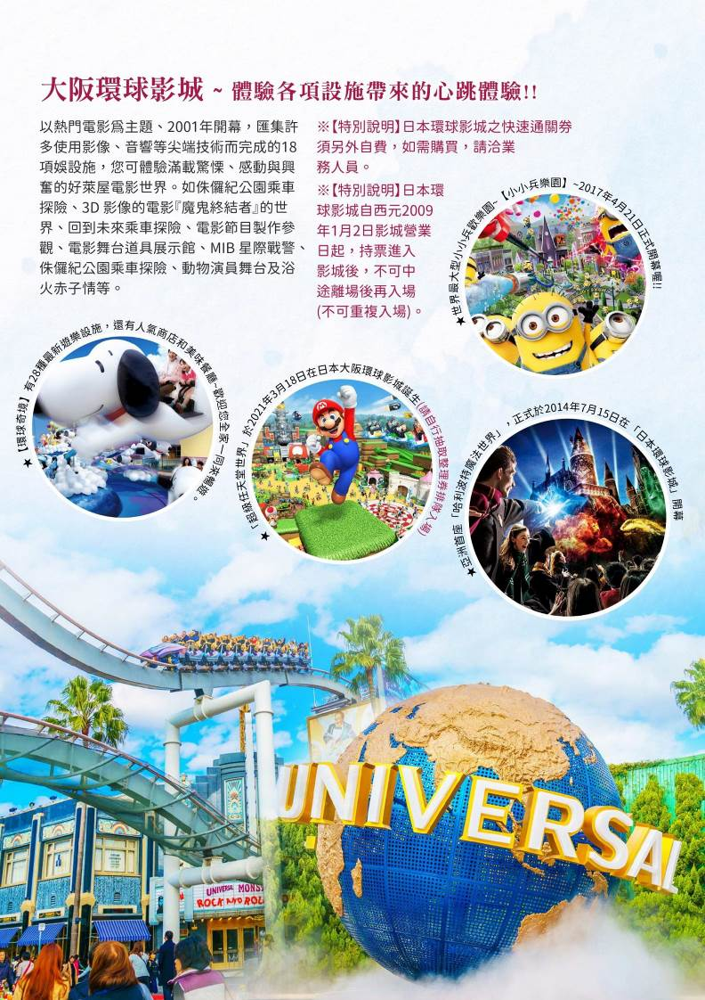 大阪環球影城 ~ 體驗各項設施帶來的心跳體驗!!
以熱門電影爲主題、2001年開幕，匯集許
多使用影像、音響等尖端技術而完成的18
項娛設施，您可體驗滿載驚慄、感動與興
奮的好萊屋電影世界。如侏儸紀公園乘車
探險、3D 影像的電影『魔鬼終結者』的世
界、回到未來乘車探險、電影節目製作參
觀、電影舞台道具展示館、MIB 星際戰警、
侏儸紀公園乘車探險、動物演員舞台及浴
火赤子情等。
※【特別說明】日本環球影城之快速通關券
須另外自費，如需購買，請洽業
務人員。
※【特別說明】日本環
球影城自西元2009
年1月2日影城營業
日起，持票進入
影城後，不可中
途離場後再入場
(不可重複入場)。
★世界最大型小小兵歡樂園~【小小兵樂園】~2017年4月21日正式開幕喔!!
★【環球奇境】有28種最新遊樂設施，還有人氣商店和美味餐廳~歡迎您全家一同來暢遊。
★「超級任天堂世界」於2021年3月18日在日本大阪環球影城誕生(請自行抽取整理券排隊入場)
★亞洲首座「哈利波特魔法世界」，正式於2014年7月15日在「日本環球影城」開幕
UNIVERSAL
UNIVERSAL MONS
ROCK AND ROLL